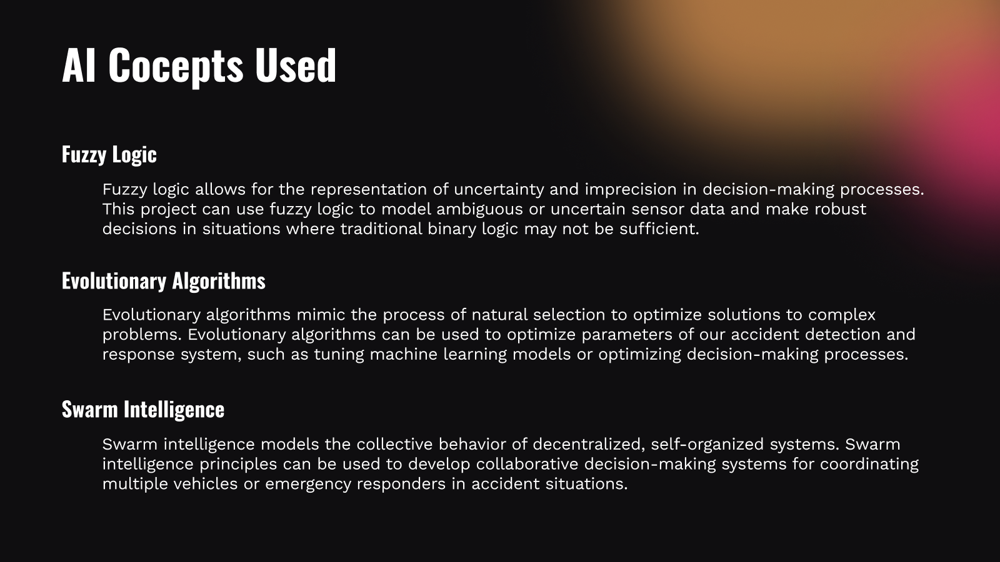 AI Cocepts Used
Fuzzy Logic
Fuzzy logic allows for the representation of uncertainty and imprecision in decision-making processes.
This project can use fuzzy logic to model ambiguous or uncertain sensor data and make robust
decisions in situations where traditional binary logic may not be sufficient.
Evolutionary Algorithms
Evolutionary algorithms mimic the process of natural selection to optimize solutions to complex
problems. Evolutionary algorithms can be used to optimize parameters of our accident detection and
response system, such as tuning machine learning models or optimizing decision-making processes.
Swarm Intelligence
Swarm intelligence models the collective behavior of decentralized, self-organized systems. Swarm
intelligence principles can be used to develop collaborative decision-making systems for coordinating
multiple vehicles or emergency responders in accident situations.